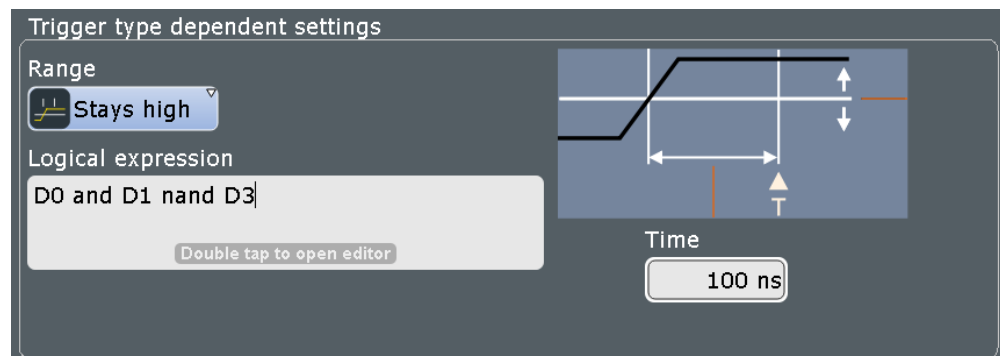 Trigger type dependent settings
Range
Stays high
Logical expression
D0 and D1 nand D3
Double tap to open editor
T
Time
100 ns